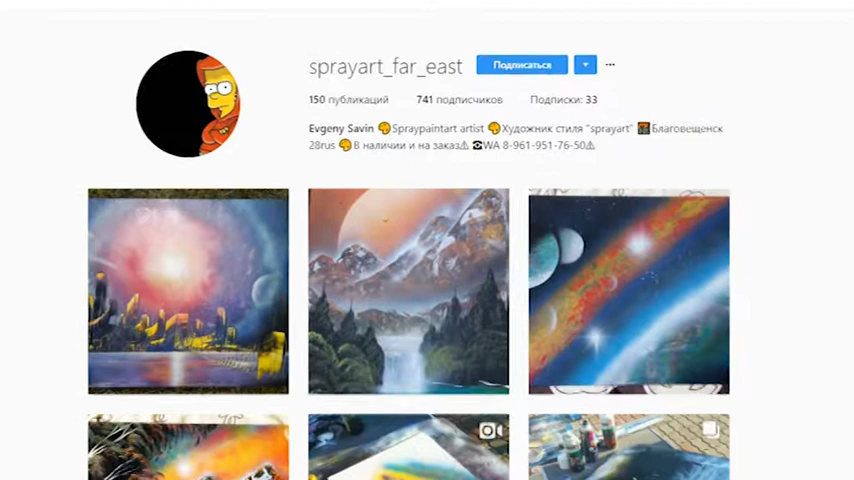 sprayart_far_east Подписаться
150 публикаций 741 подписчиков Подписки: 33
Evgeny Savin Spraypaintart artist Художник стиля "sprayart" Благовещенск
28rus В наличии и на заказ WA 8-961-951-76-50